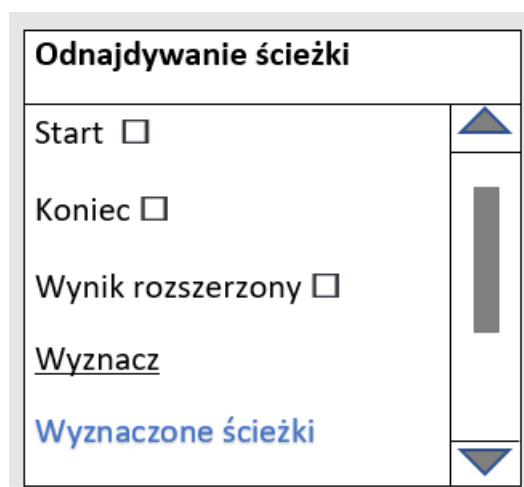 Odnajdywanie ścieżki
Start
Koniec
Wynik rozszerzony
Wyznacz
Wyznaczone ścieżki